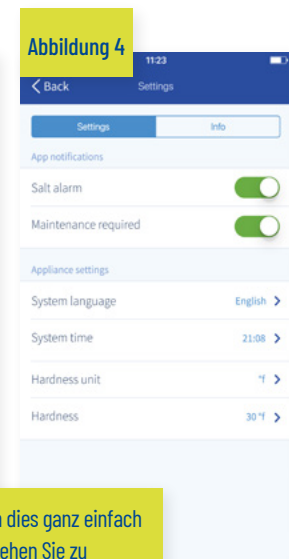 Abbildung 4
11:23
Back Settings
Settings Info
App notifications
Salt alarm
Maintenance required
Appliance settings
System language English
System time 21:08
Hardness unit °f
Hardness 30 °f
dies ganz einfach
Sie zu